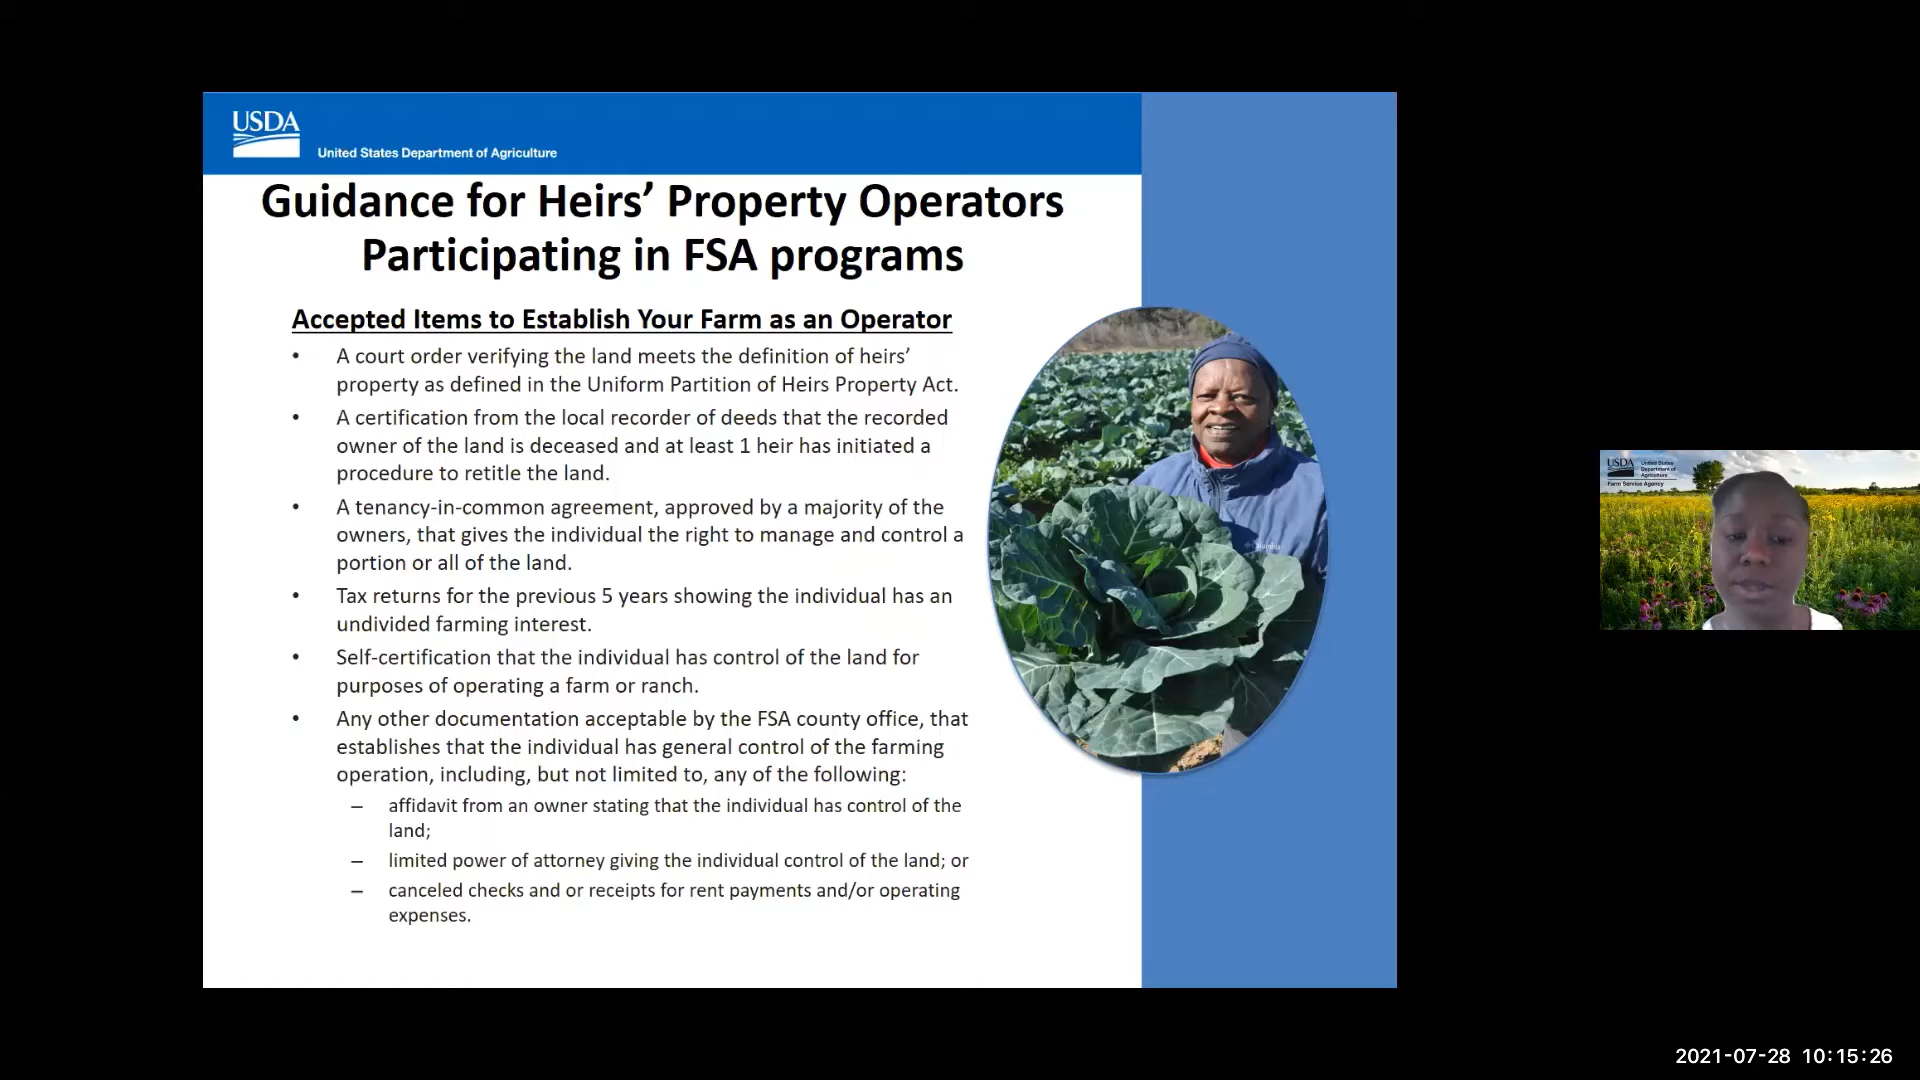 USDA
United States Department of Agriculture
Guidance for Heirs’ Property Operators
Participating in FSA programs
Accepted Items to Establish Your Farm as an Operator
• A court order verifying the land meets the definition of heirs’
property as defined in the Uniform Partition of Heirs Property Act.
• A certification from the local recorder of deeds that the recorded
owner of the land is deceased and at least 1 heir has initiated a
procedure to retitle the land.
• A tenancy-in-common agreement, approved by a majority of the
owners, that gives the individual the right to manage and control a
portion or all of the land.
• Tax returns for the previous 5 years showing the individual has an
undivided farming interest.
• Self-certification that the individual has control of the land for
purposes of operating a farm or ranch.
• Any other documentation acceptable by the FSA county office, that
establishes that the individual has general control of the farming
operation, including, but not limited to, any of the following:
– affidavit from an owner stating that the individual has control of the
land;
– limited power of attorney giving the individual control of the land; or
– canceled checks and or receipts for rent payments and/or operating
expenses.
Columbia
USDA
United States
Department of
Agriculture
Farm Service Agency
2021-07-28 10:15:26